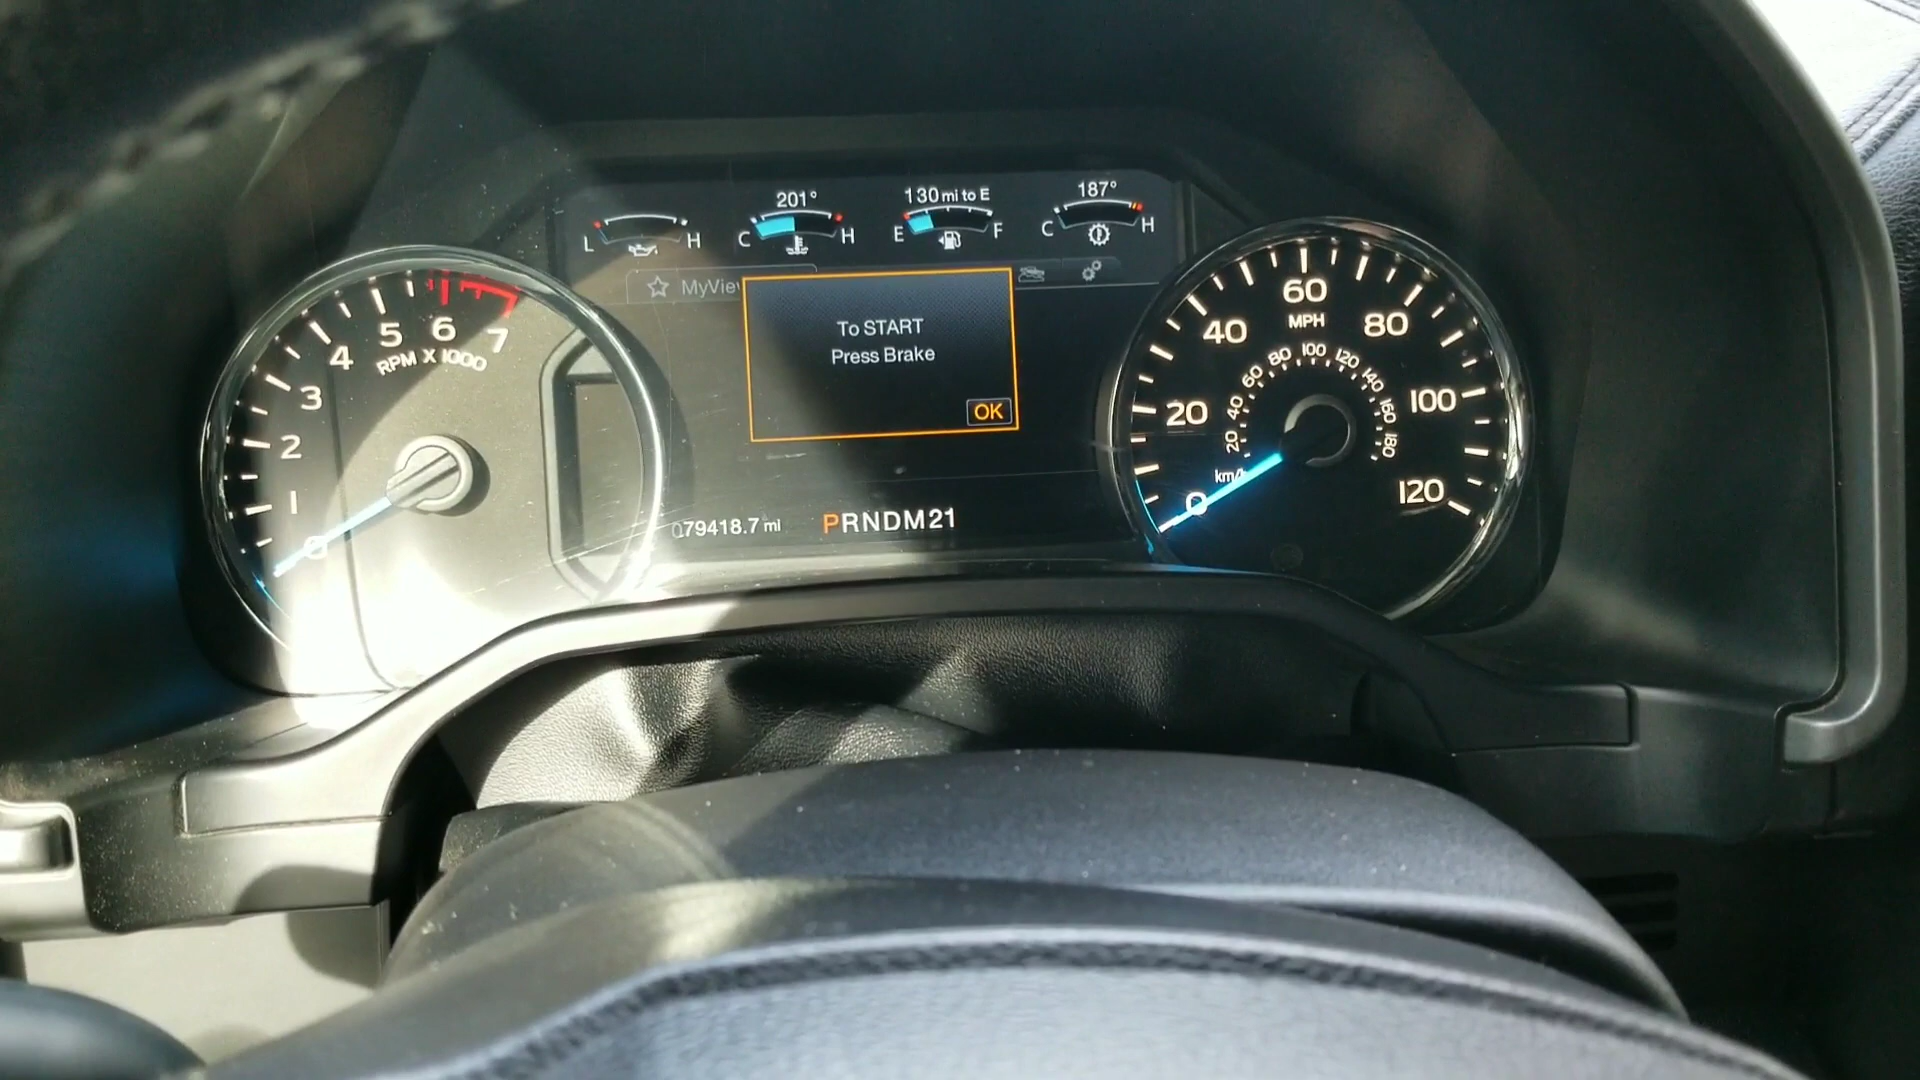 201°
130 mi to E
187°
L H
C H
E F
C H
MyView
To START
Press Brake
OK
0 1 2 3 4 5 6 7
RPM X 1000
0 20 40 60 80 100 120
MPH
20 40 60 80 100 120 140 160 180
km/h
079418.7 mi
PRNDM21